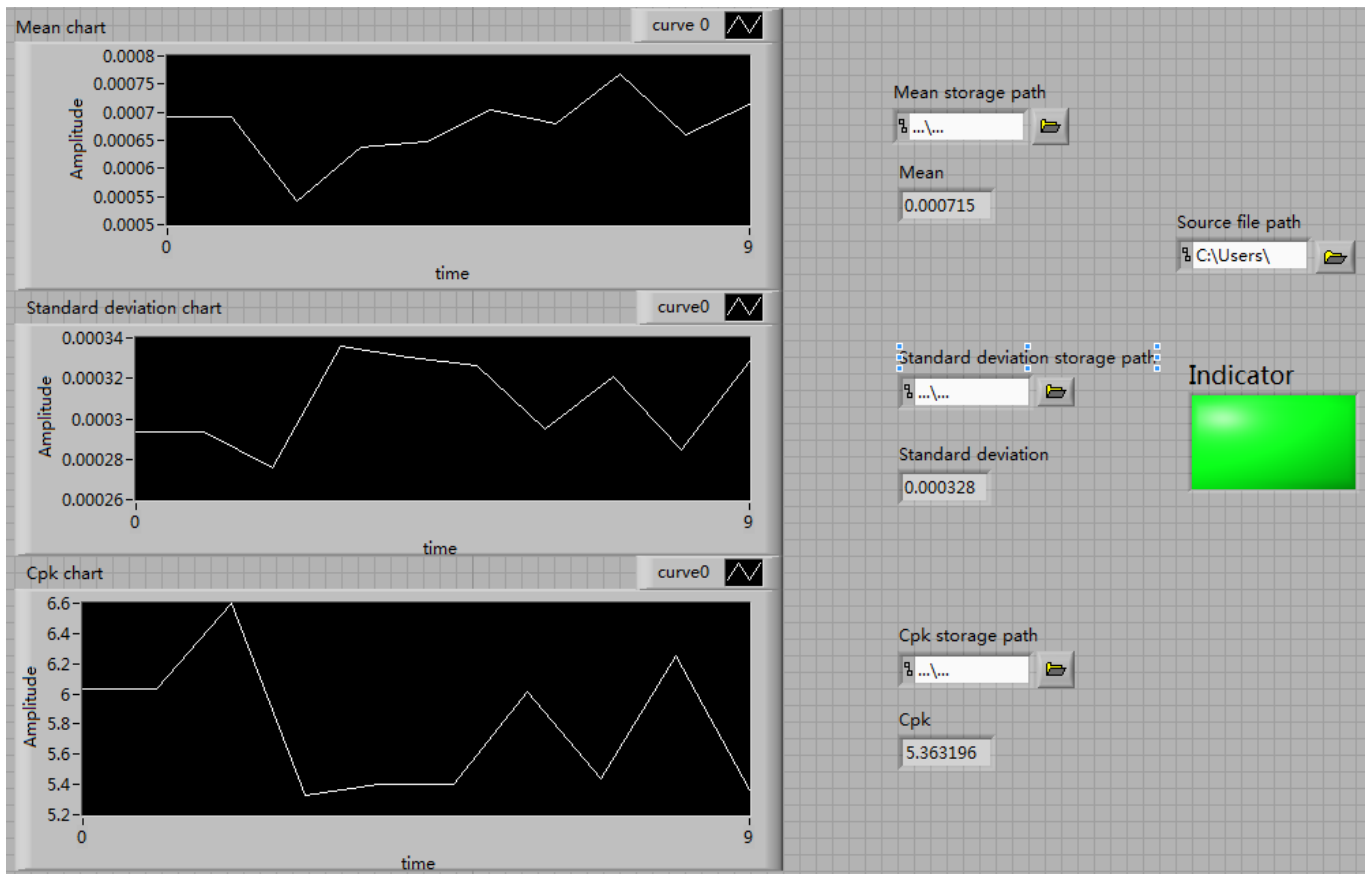 Mean chart
curve 0
0.0008
0.00075
0.0007
0.00065
0.0006
0.00055
0.0005
Amplitude
0 9
time
Standard deviation chart
curve0
0.00034
0.00032
0.0003
0.00028
0.00026
Amplitude
0 9
time
Cpk chart
curve0
6.6
6.4
6.2
6
5.8
5.6
5.4
5.2
Amplitude
0 9
time
Mean storage path
...\...
Mean
0.000715
Source file path
C:\Users\
Standard deviation storage path
...\...
Indicator
Standard deviation
0.000328
Cpk storage path
...\...
Cpk
5.363196